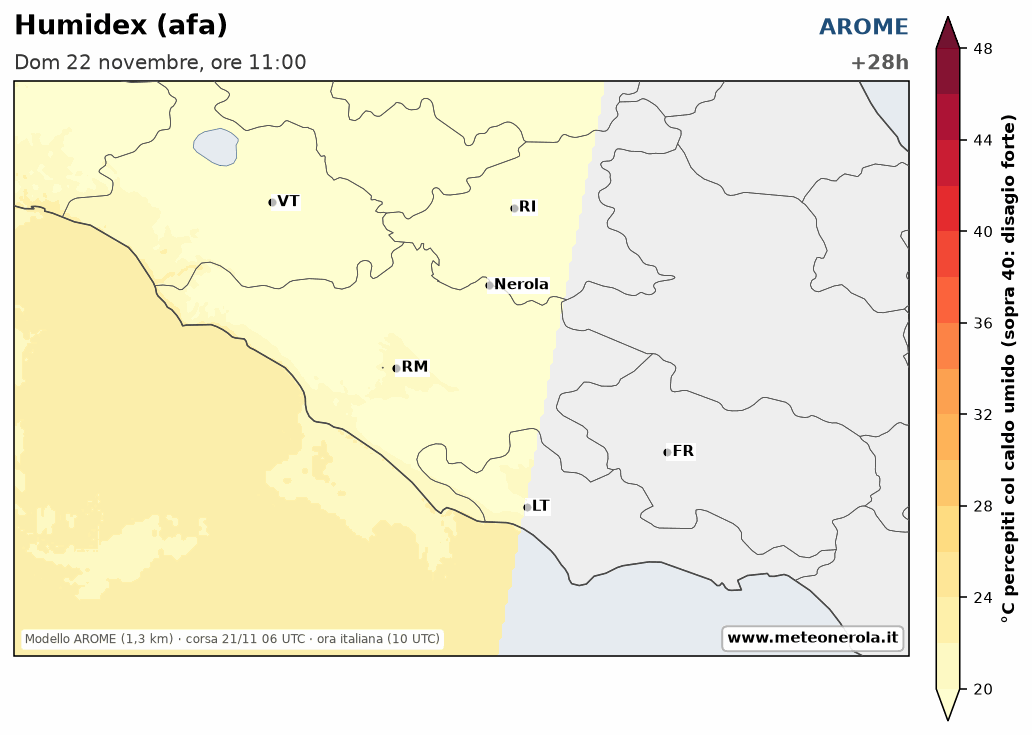 Humidex (afa)
AROME
Dom 22 novembre, ore 11:00
+28h
VT
RI
Nerola
RM
FR
LT
Modello AROME (1,3 km) · corsa 21/11 06 UTC · ora italiana (10 UTC)
www.meteonerola.it
48
44
40
36
32
28
24
20
°C percepiti col caldo umido (sopra 40: disagio forte)